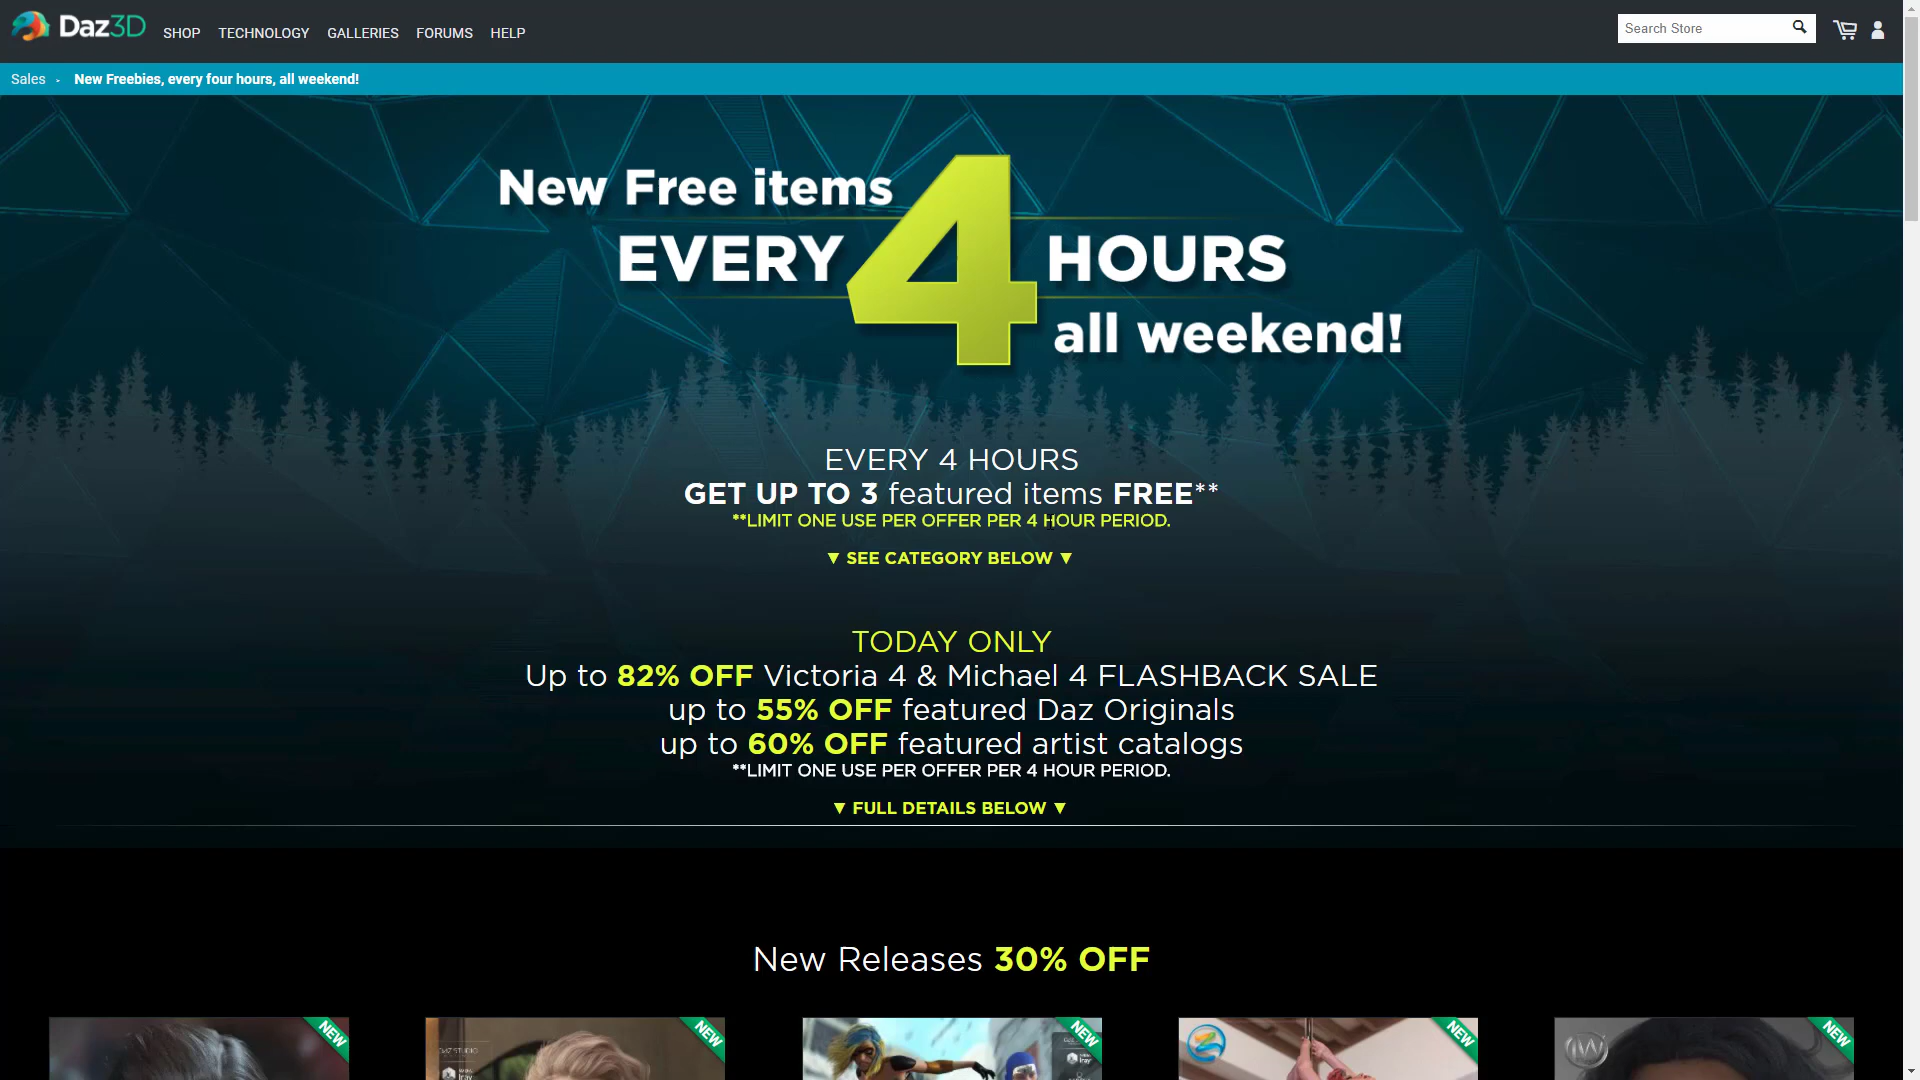 Daz3D
SHOP TECHNOLOGY GALLERIES FORUMS HELP
Search Store
Sales New Freebies, every four hours, all weekend!
New Free items
EVERY 4 HOURS
all weekend!
EVERY 4 HOURS
GET UP TO 3 featured items FREE**
**LIMIT ONE USE PER OFFER PER 4 HOUR PERIOD.
▼ SEE CATEGORY BELOW ▼
TODAY ONLY
Up to 82% OFF Victoria 4 & Michael 4 FLASHBACK SALE
up to 55% OFF featured Daz Originals
up to 60% OFF featured artist catalogs
**LIMIT ONE USE PER OFFER PER 4 HOUR PERIOD.
▼ FULL DETAILS BELOW ▼
New Releases 30% OFF
NEW NEW NEW NEW NEW
DAZ STUDIO
Iray
Iray